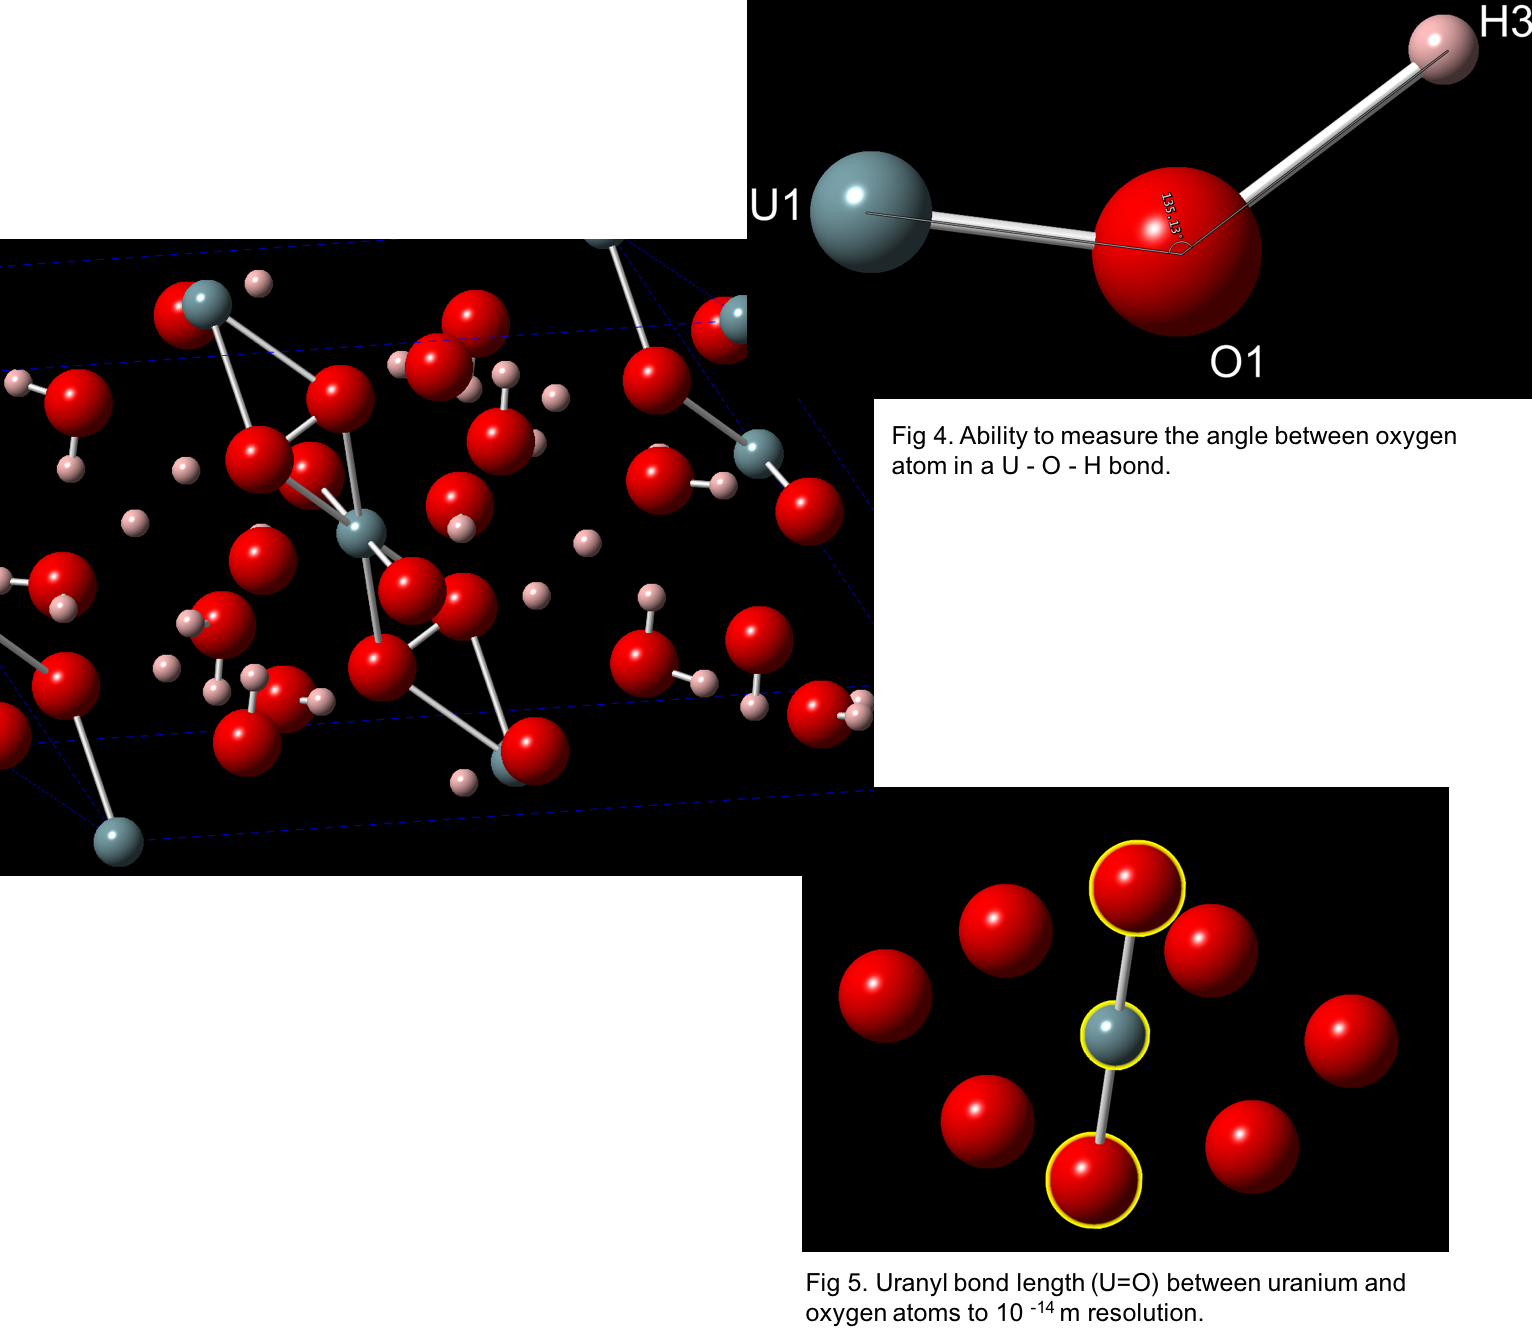 H3
U1
135.13°
O1
Fig 4. Ability to measure the angle between oxygen
atom in a U - O - H bond.
Fig 5. Uranyl bond length (U=O) between uranium and
oxygen atoms to 10 -14 m resolution.